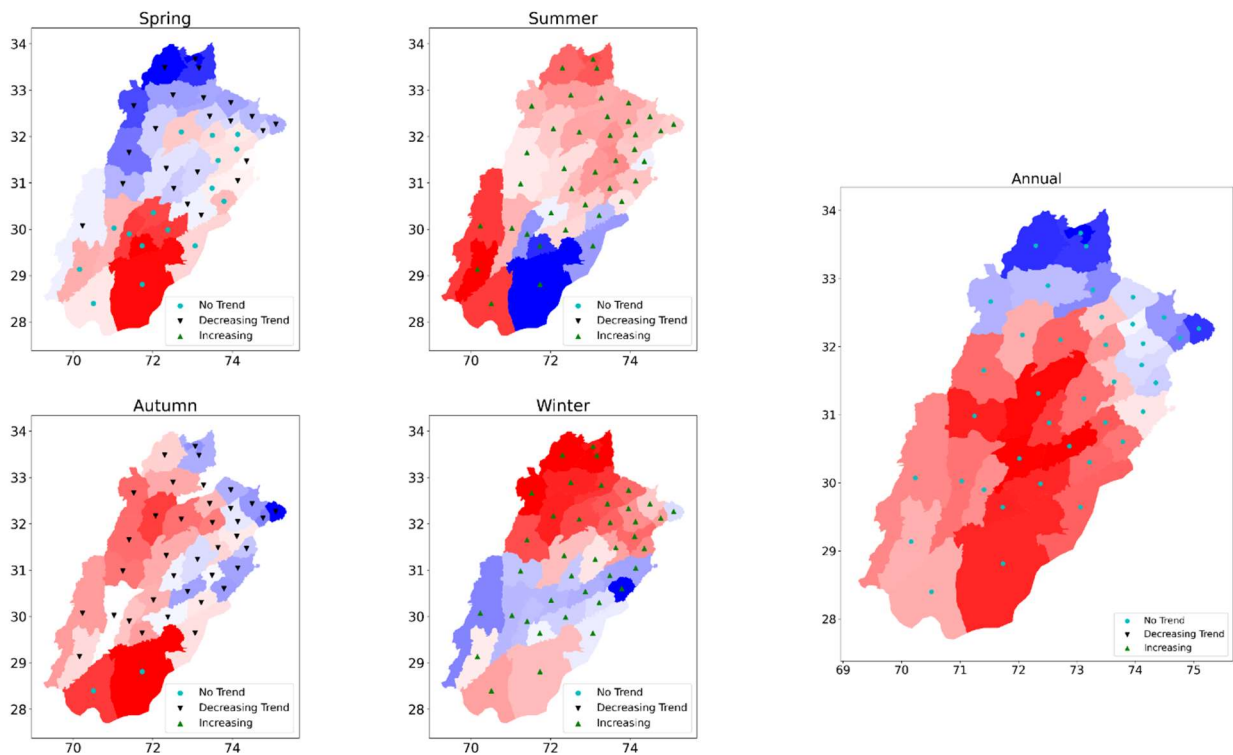 Spring
34
33
32
31
30
29
28
70
72
74
No Trend
Decreasing Trend
Increasing
Summer
34
33
32
31
30
29
28
70
72
74
No Trend
Decreasing Trend
Increasing
Autumn
34
33
32
31
30
29
28
70
72
74
No Trend
Decreasing Trend
Increasing
Winter
34
33
32
31
30
29
28
70
72
74
No Trend
Decreasing Trend
Increasing
Annual
34
33
32
31
30
29
28
69
70
71
72
73
74
75
No Trend
Decreasing Trend
Increasing